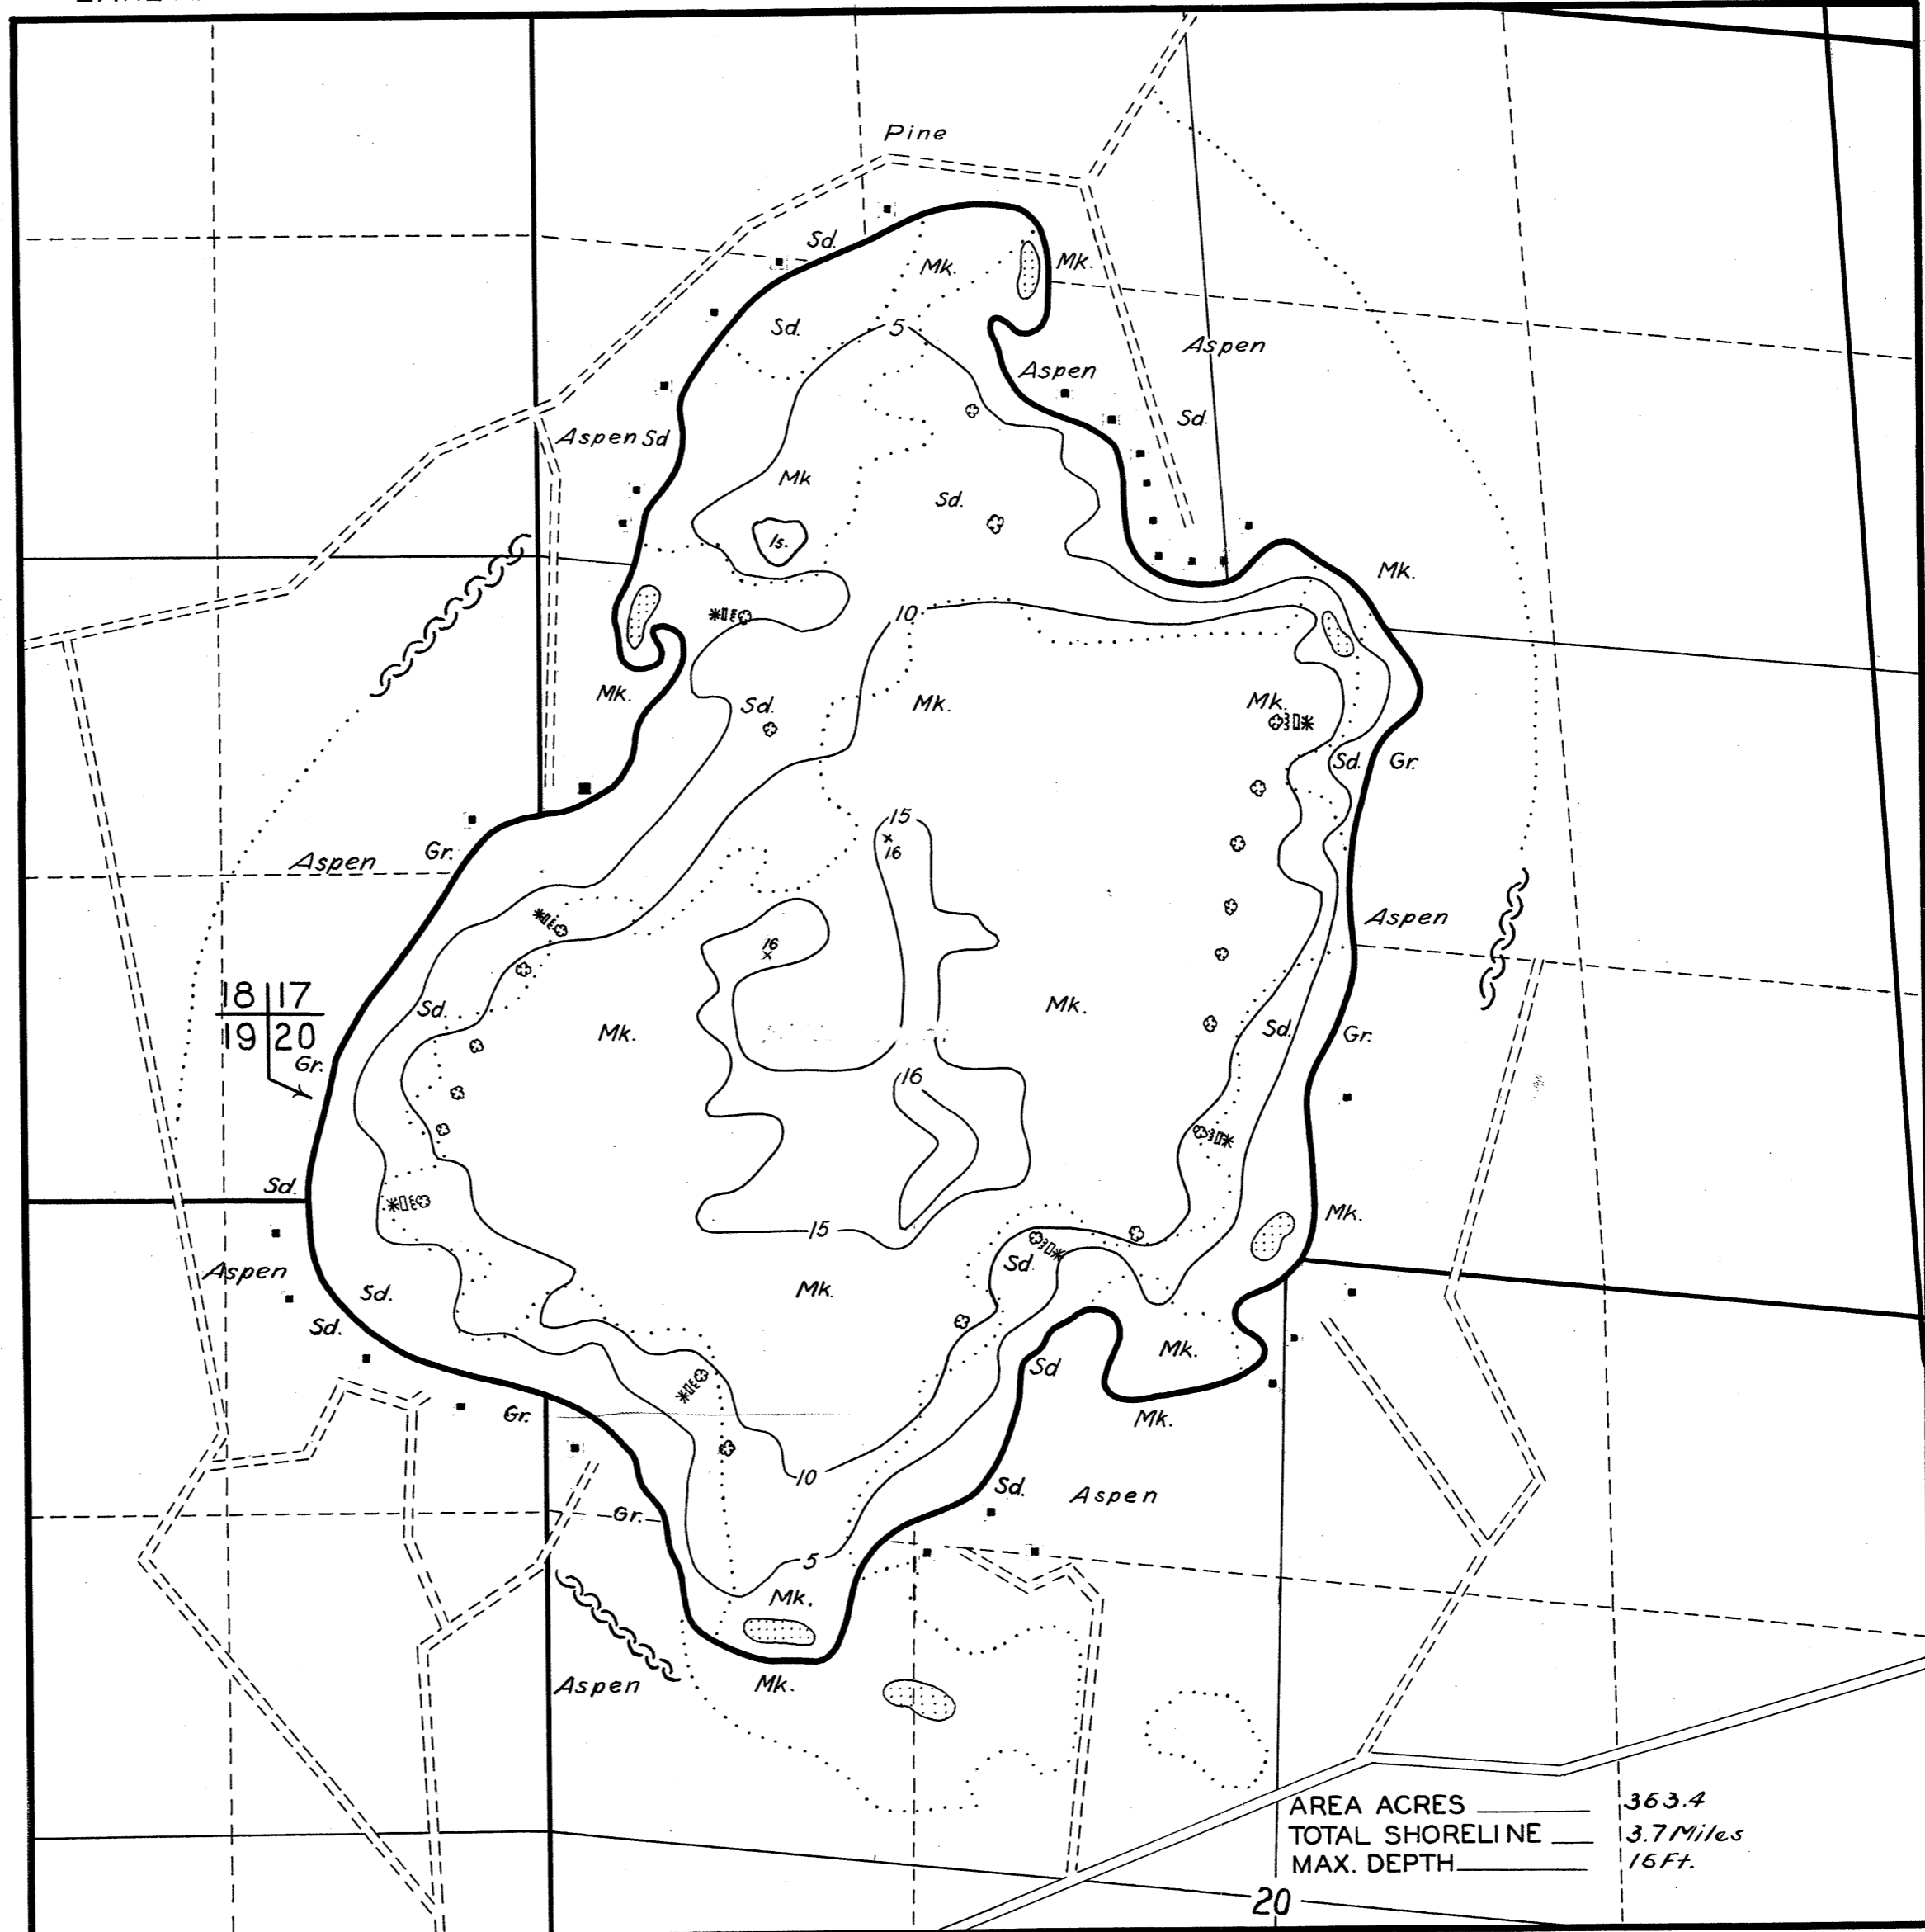 Pine
Sd.
Mk.
Mk.
Sd.
5
Aspen
Aspen
Sd.
Aspen Sd
Mk
Sd.
Is.
Mk.
10
Mk.
Sd.
Mk.
Mk.
Sd.
Gr.
15
16
Gr.
Aspen
Aspen
16
18 17
19 20
Sd.
Mk.
Mk.
Sd.
Gr.
Gr.
16
Sd.
Mk.
15
Aspen
Sd.
Mk.
Sd.
Sd.
Sd
Mk.
Mk.
Gr.
10
Sd.
Aspen
Gr.
5
Mk.
Aspen
Mk.
AREA ACRES 363.4
TOTAL SHORELINE 3.7 Miles
MAX. DEPTH 16 Ft.
20